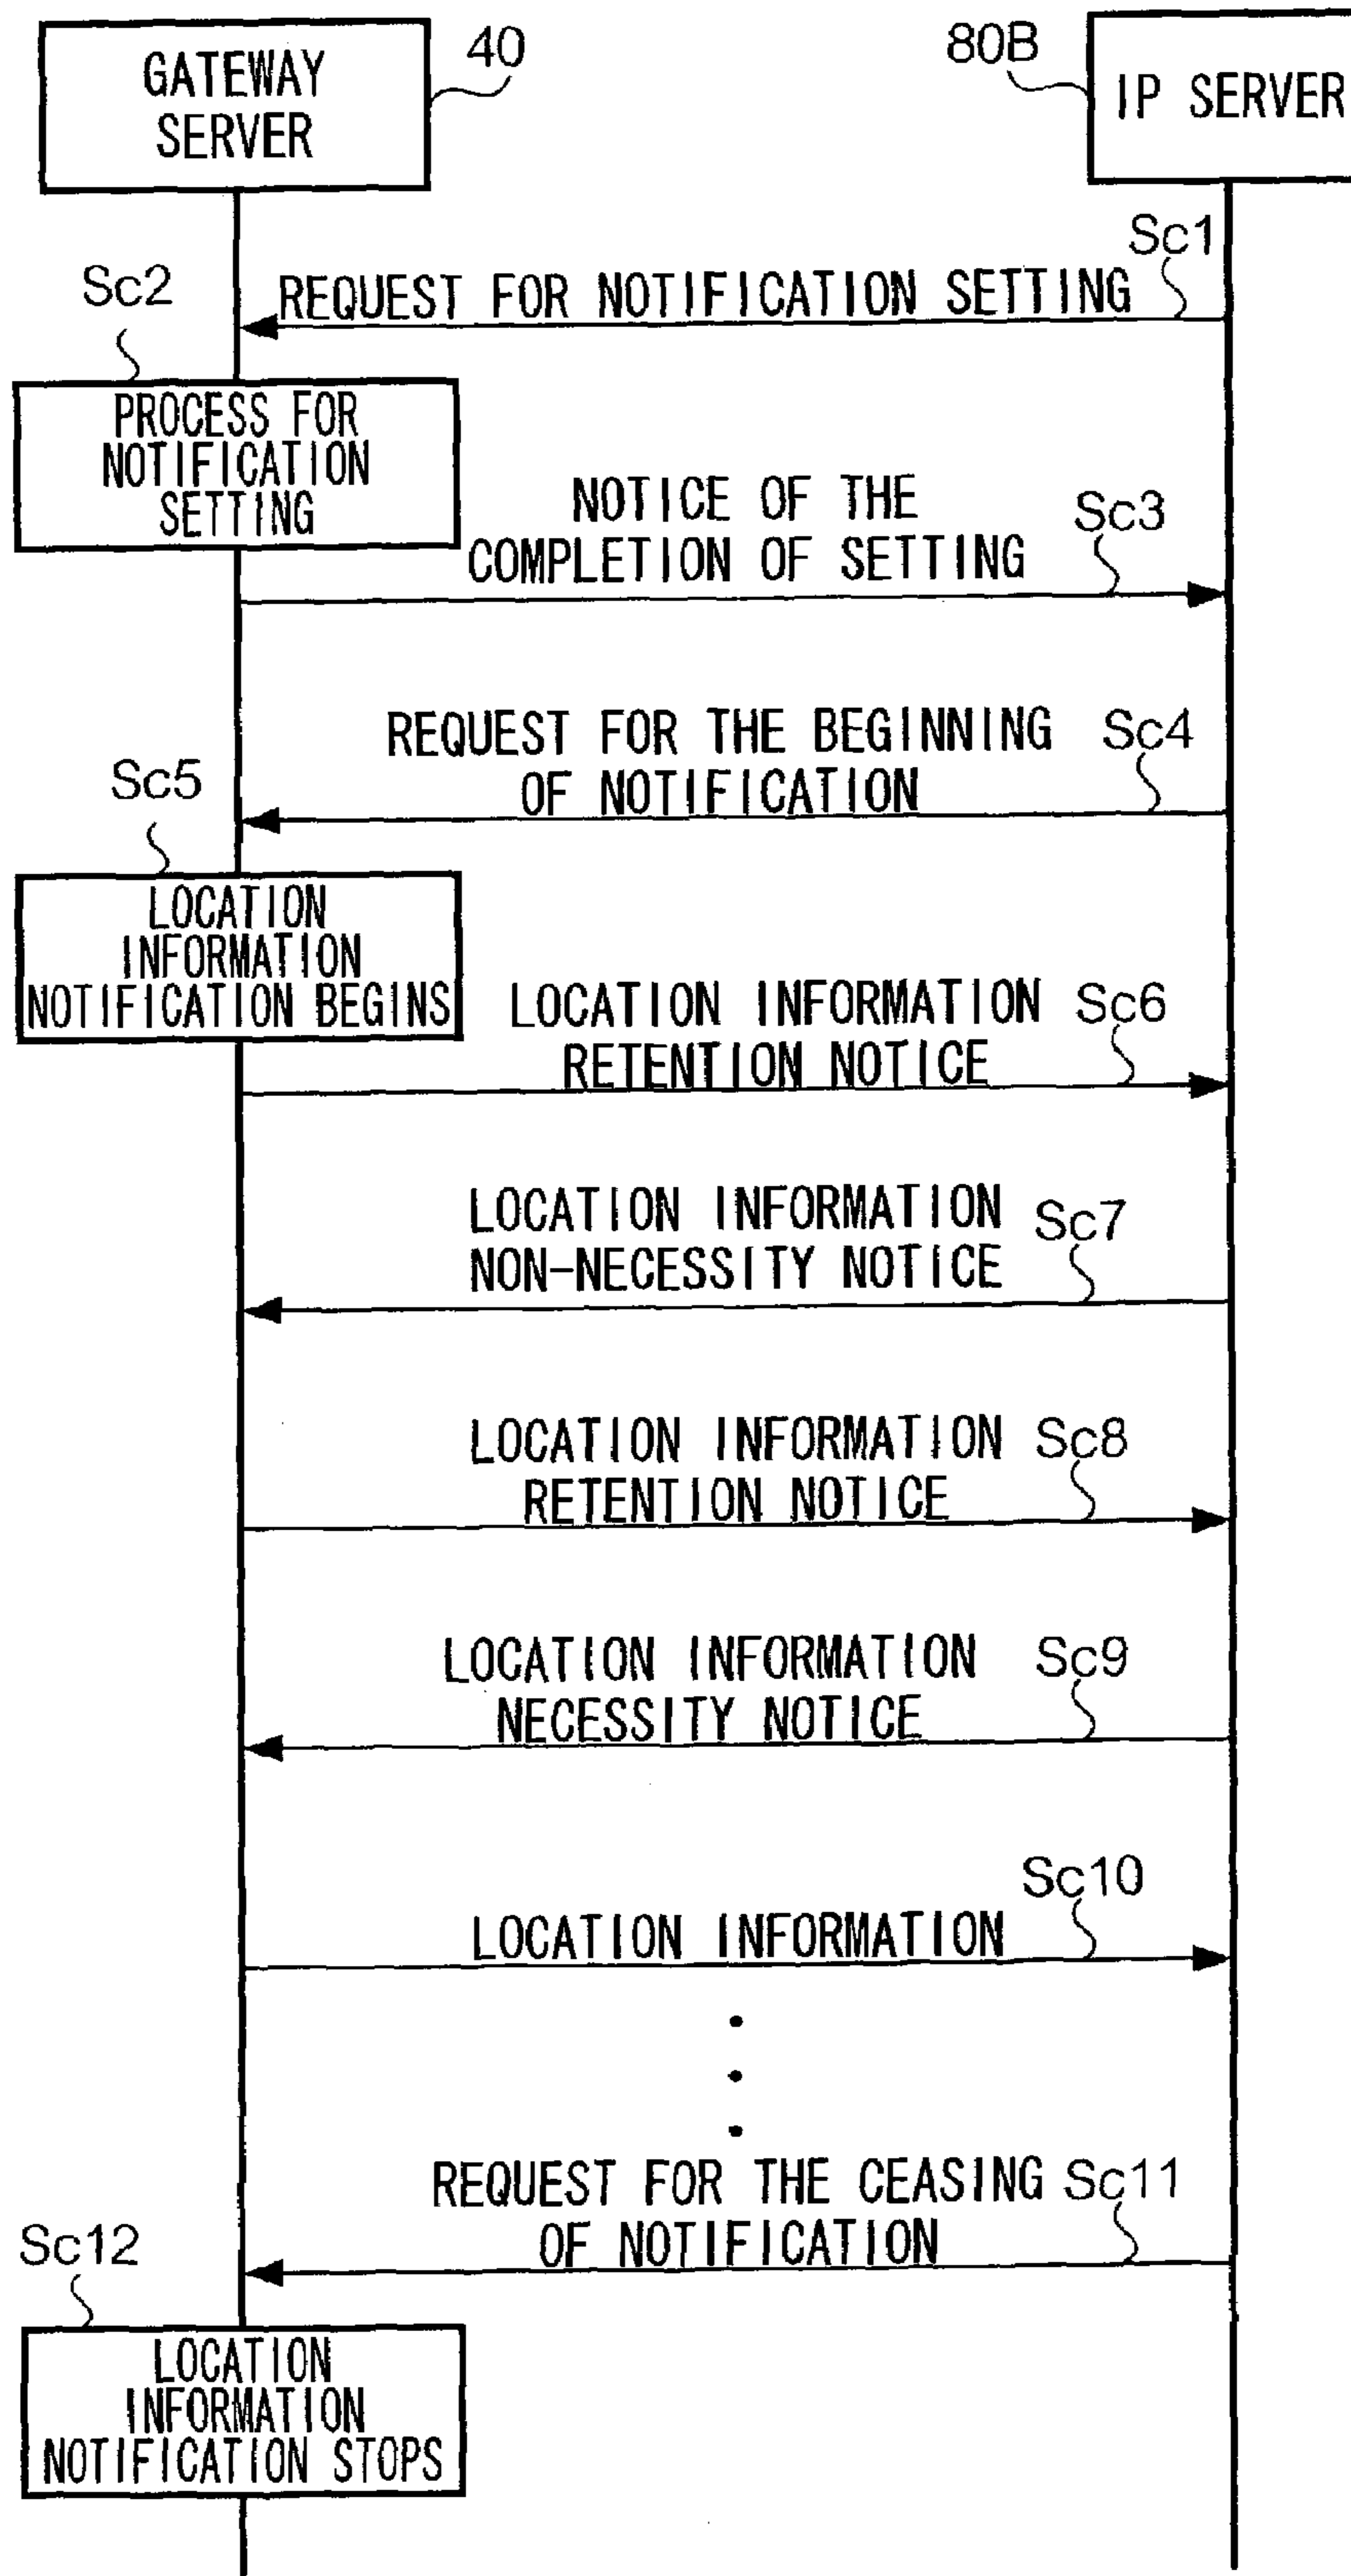 GATEWAY
SERVER
40
80B
IP SERVER
Sc1
REQUEST FOR NOTIFICATION SETTING
Sc2
PROCESS FOR
NOTIFICATION
SETTING
NOTICE OF THE
COMPLETION OF SETTING
Sc3
REQUEST FOR THE BEGINNING
OF NOTIFICATION
Sc4
Sc5
LOCATION
INFORMATION
NOTIFICATION BEGINS
LOCATION INFORMATION
RETENTION NOTICE
Sc6
LOCATION INFORMATION
NON-NECESSITY NOTICE
Sc7
LOCATION INFORMATION
RETENTION NOTICE
Sc8
LOCATION INFORMATION
NECESSITY NOTICE
Sc9
Sc10
LOCATION INFORMATION
REQUEST FOR THE CEASING
OF NOTIFICATION
Sc11
Sc12
LOCATION
INFORMATION
NOTIFICATION STOPS